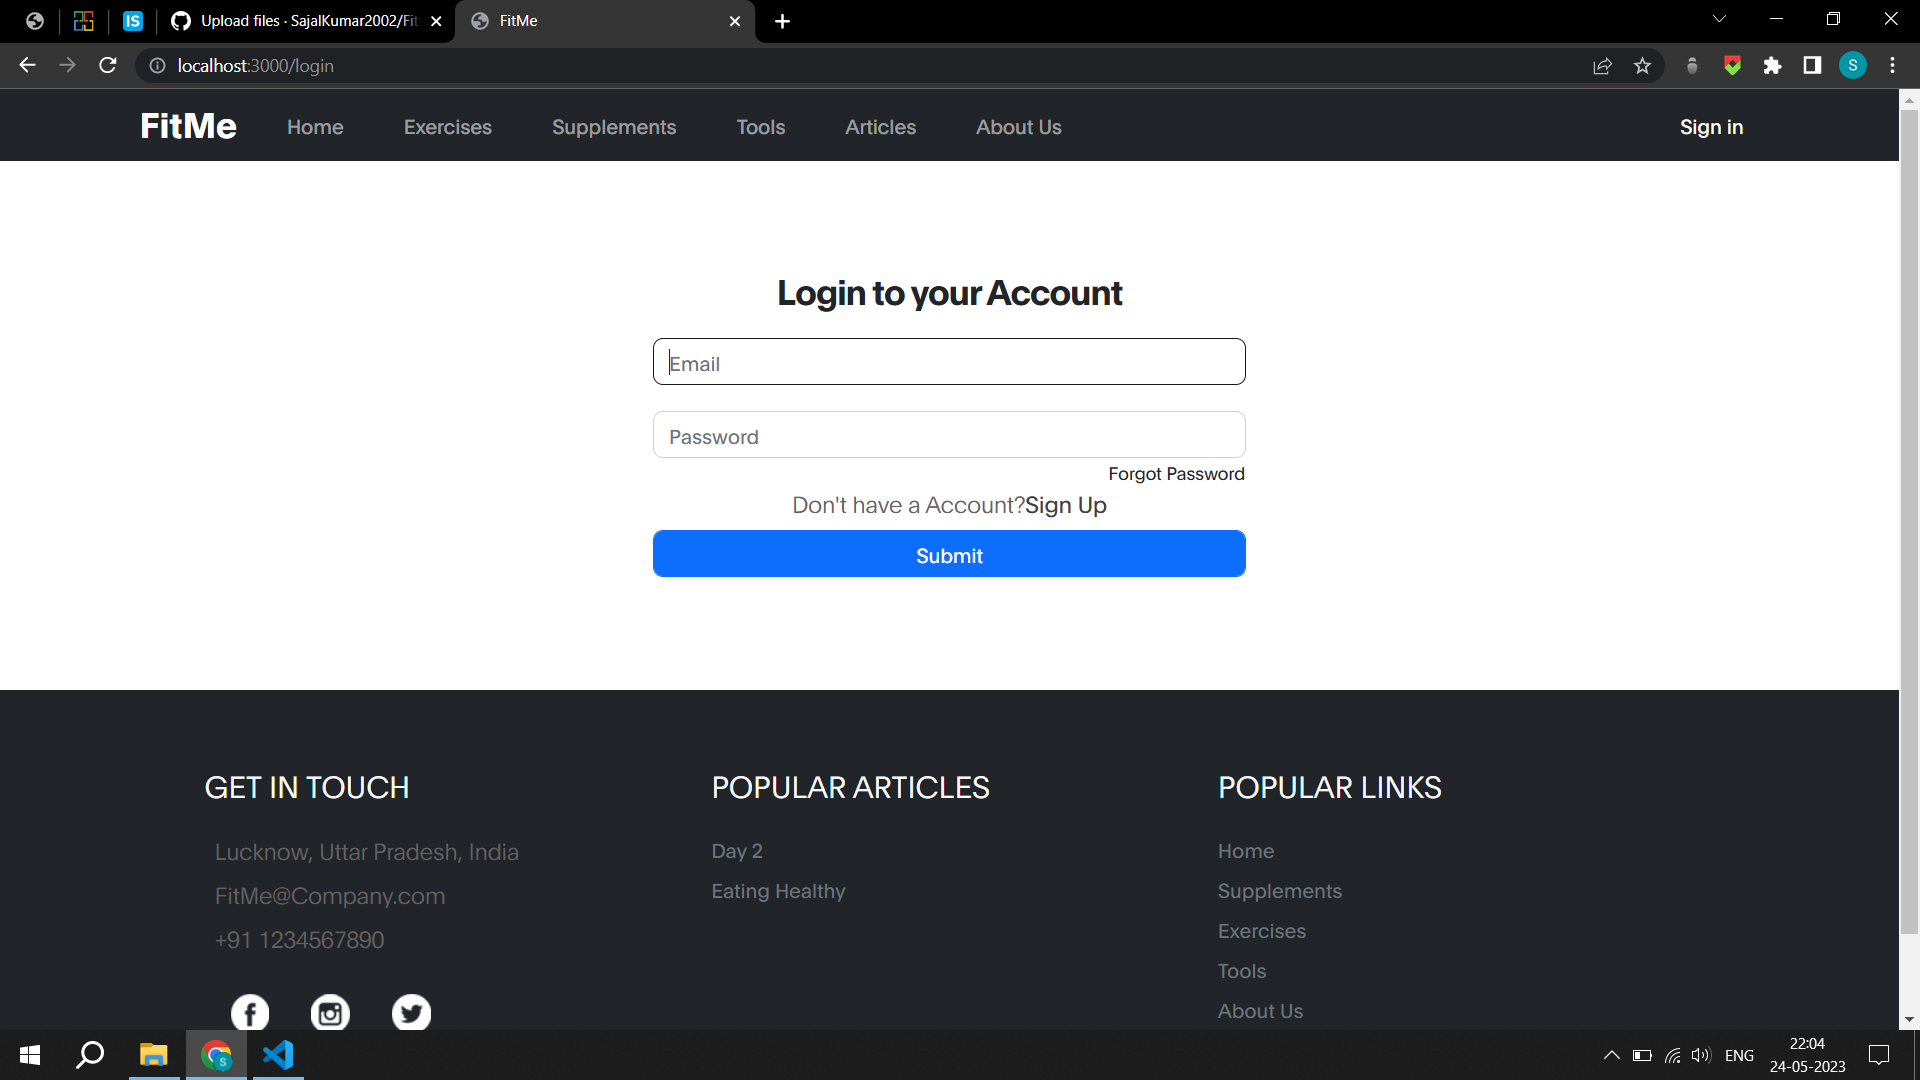 IS
Upload files · SajalKumar2002/Fit
FitMe
localhost:3000/login
S
FitMe
Home
Exercises
Supplements
Tools
Articles
About Us
Sign in
Login to your Account
Email
Password
Forgot Password
Don't have a Account?Sign Up
Submit
GET IN TOUCH
Lucknow, Uttar Pradesh, India
FitMe@Company.com
+91 1234567890
POPULAR ARTICLES
Day 2
Eating Healthy
POPULAR LINKS
Home
Supplements
Exercises
Tools
About Us
S
ENG
22:04
24-05-2023